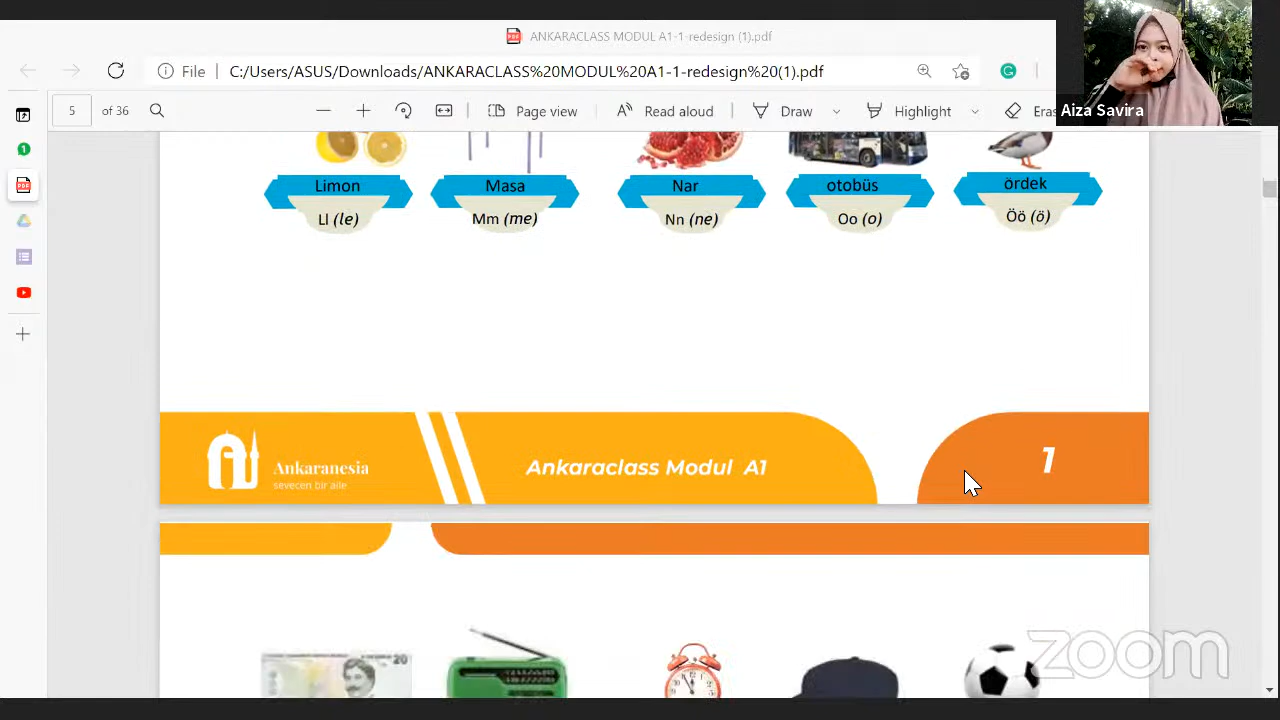 ANKARACLASS MODUL A1-1-redesign (1).pdf
File C:/Users/ASUS/Downloads/ANKARACLASS%20MODUL%20A1-1-redesign%20(1).pdf
Aiza Savira
5 of 36 Page view Read aloud Draw Highlight Eras
Limon Masa Nar otobüs ördek
Ll (le) Mm (me) Nn (ne) Oo (o) Öö (ö)
Ankaranesia
sevecen bir aile
Ankaraclass Modul A1
1
20
zoom